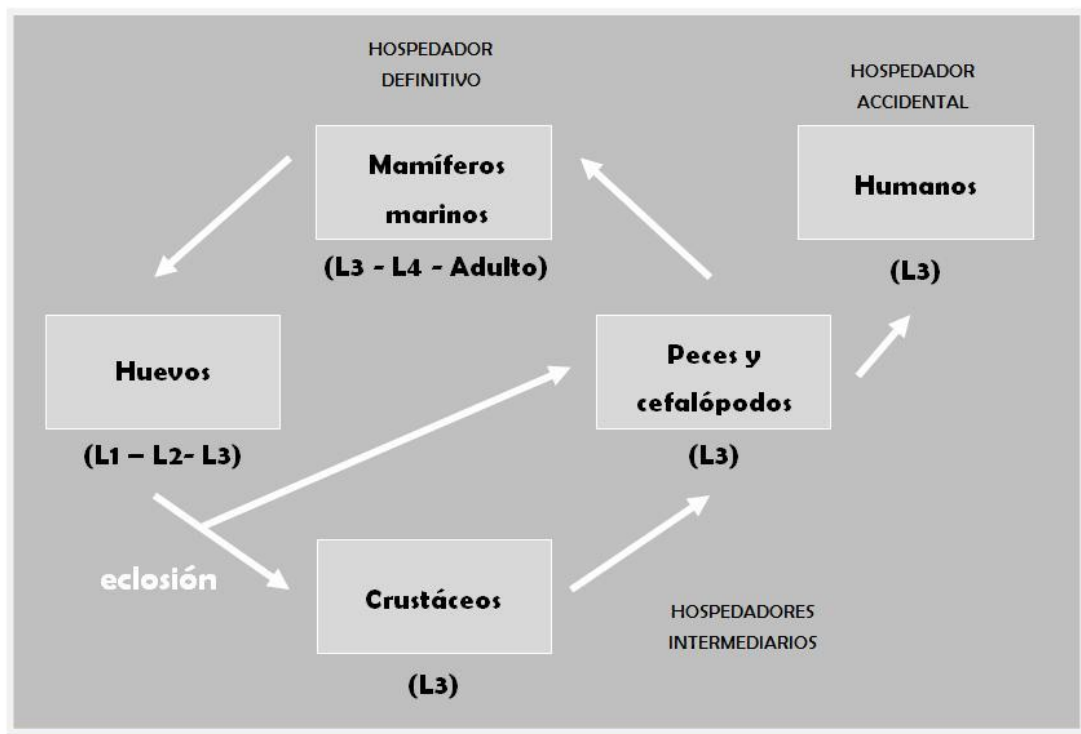 HOSPEDADOR
DEFINITIVO
HOSPEDADOR
ACCIDENTAL
Mamíferos
marinos
(L3 - L4 - Adulto)
Humanos
(L3)
Huevos
(L1 – L2- L3)
Peces y
cefalópodos
(L3)
eclosión
Crustáceos
(L3)
HOSPEDADORES
INTERMEDIARIOS